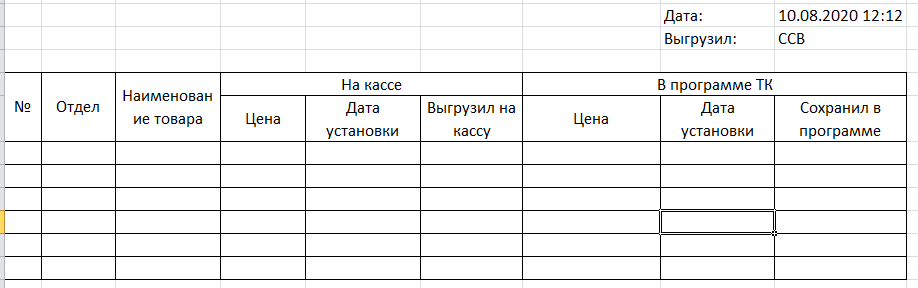 Дата: 10.08.2020 12:12
Выгрузил: ССВ
№ Отдел Наименован
ие товара На кассе В программе ТК
Цена Дата
установки Выгрузил на
кассу Цена Дата
установки Сохранил в
программе